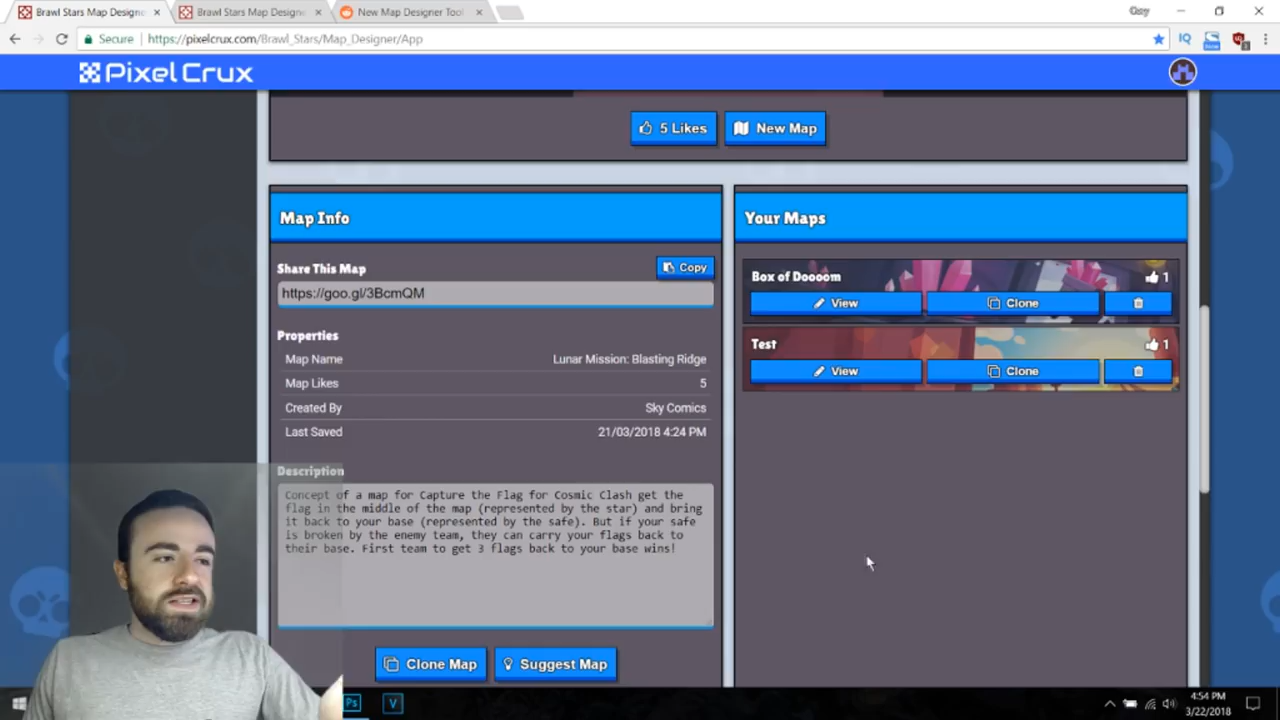 Brawl Stars Map Designe
Brawl Stars Map Designe
New Map Designer Tool
Secure
https://pixelcrux.com/Brawl_Stars/Map_Designer/App
IQ
Pixel Crux
5 Likes
New Map
Map Info
Share This Map
Copy
https://goo.gl/3BcmQM
Properties
Map Name Lunar Mission: Blasting Ridge
Map Likes 5
Created By Sky Comics
Last Saved 21/03/2018 4:24 PM
Description
Concept of a map for Capture the Flag for Cosmic Clash get the
flag in the middle of the map (represented by the star) and bring
it back to your base (represented by the safe). But if your safe
is broken by the enemy team, they can carry your flags back to
their base. First team to get 3 flags back to your base wins!
Clone Map
Suggest Map
Your Maps
Box of Doooom 1
View Clone
Test 1
View Clone
Ps
V
4:54 PM
3/22/2018